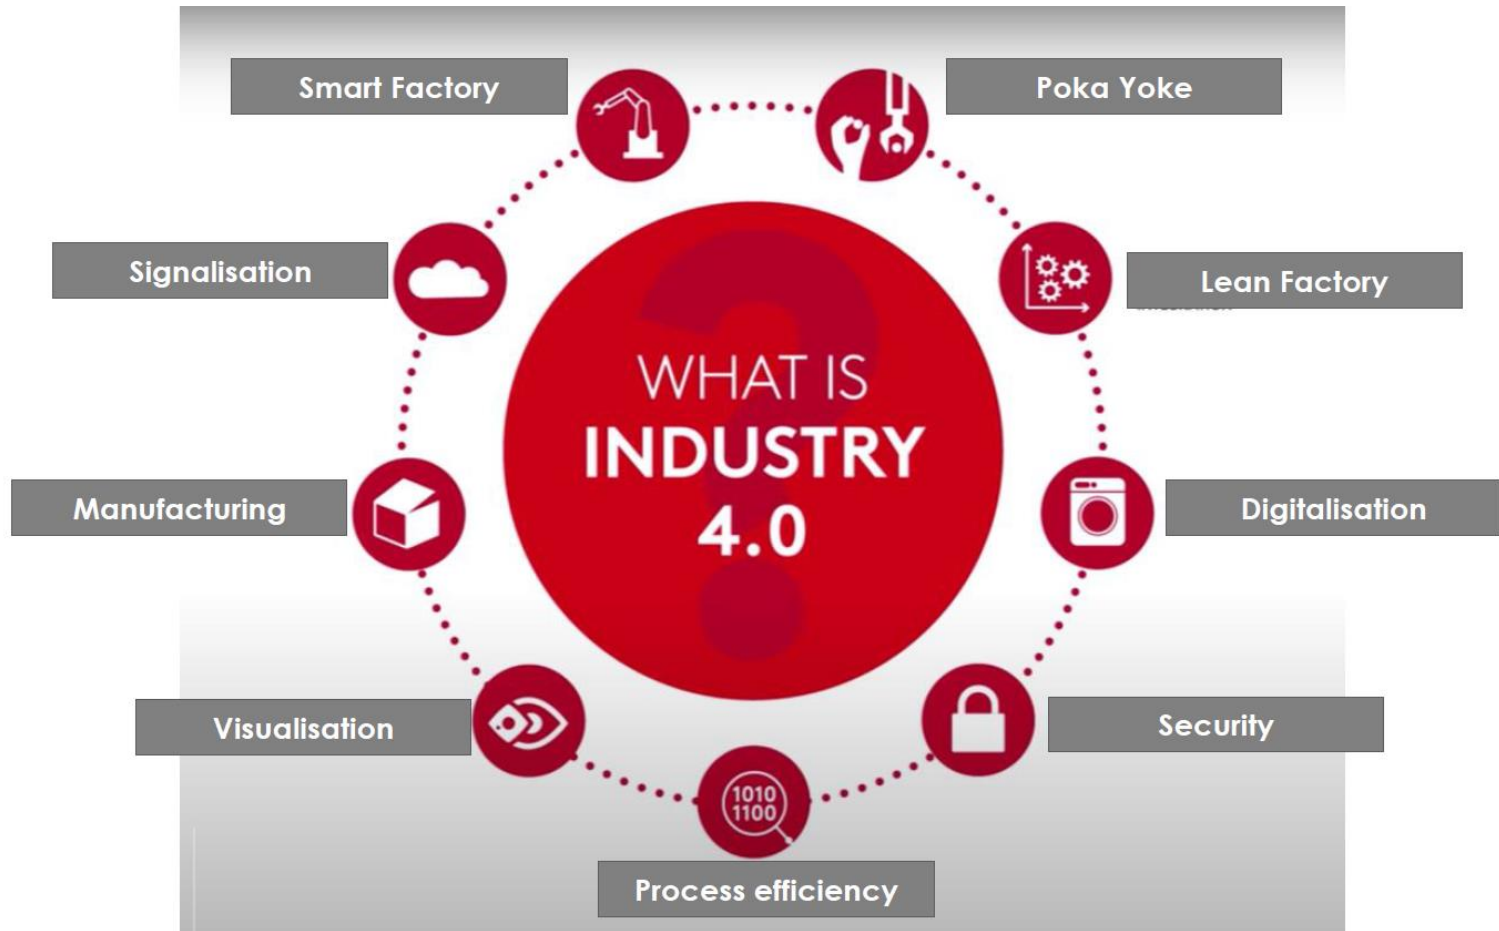 Smart Factory
Poka Yoke
Signalisation
Lean Factory
WHAT IS
INDUSTRY
4.0
Manufacturing
Digitalisation
Visualisation
Security
1010
1100
Process efficiency